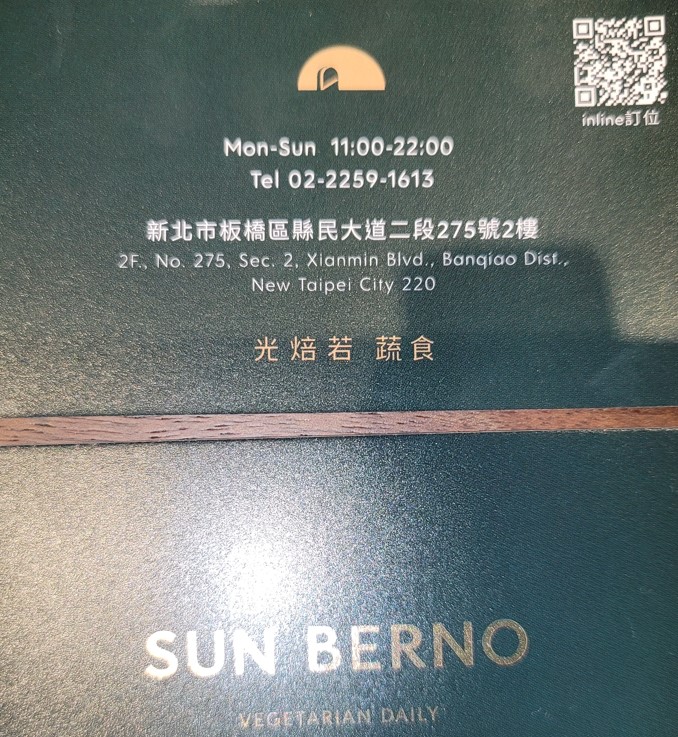 inline訂位
Mon-Sun 11:00-22:00
Tel 02-2259-1613
新北市板橋區縣民大道二段275號2樓
2F., No. 275, Sec. 2, Xianmin Blvd., Banqiao Dist.,
New Taipei City 220
光焙若 蔬食
SUN BERNO
VEGETARIAN DAILY